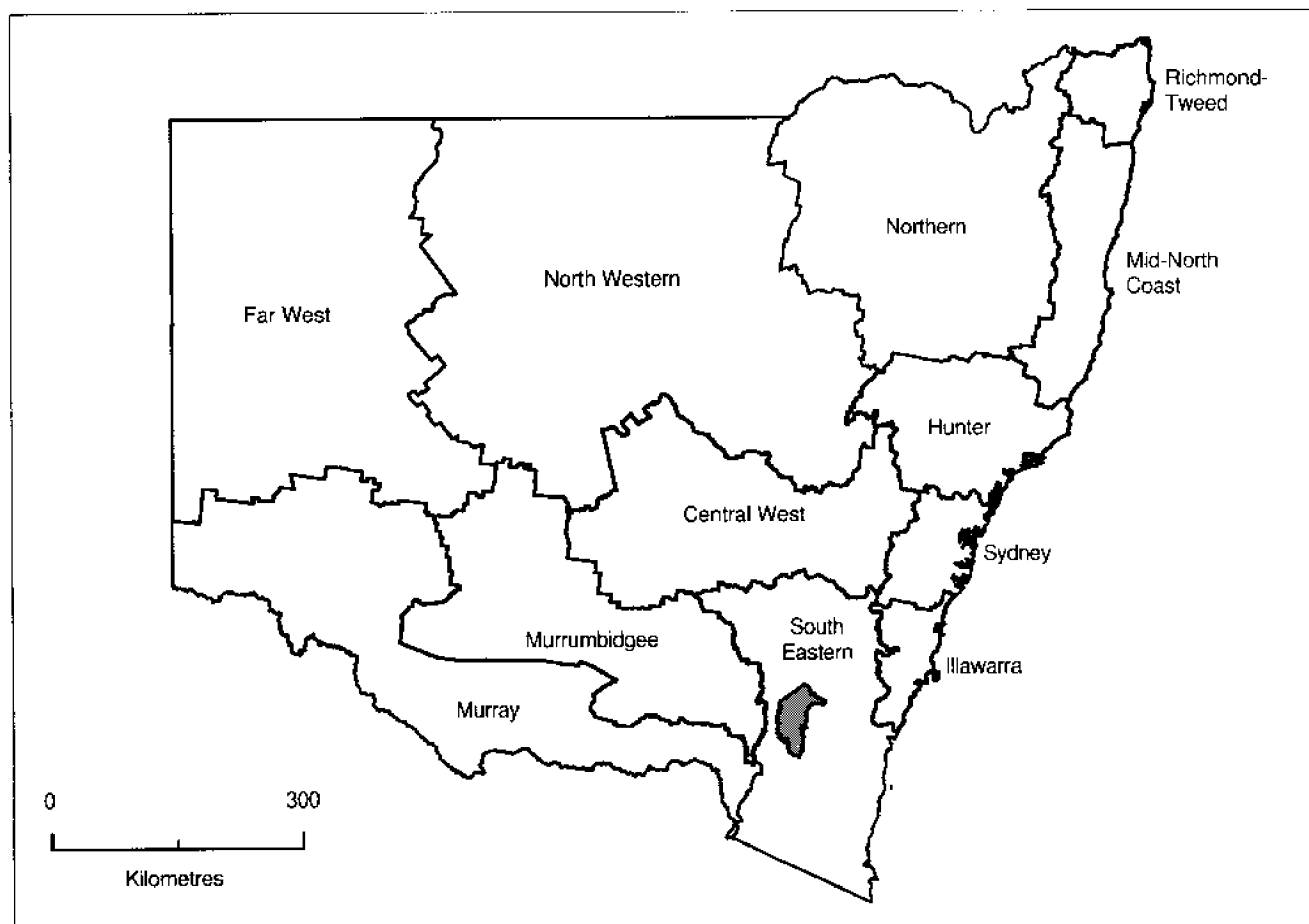 Richmond-
Tweed
Northern
Mid-North
Coast
North Western
Far West
Hunter
Central West
Sydney
South
Eastern
Murrumbidgee
Illawarra
Murray
0 300
Kilometres